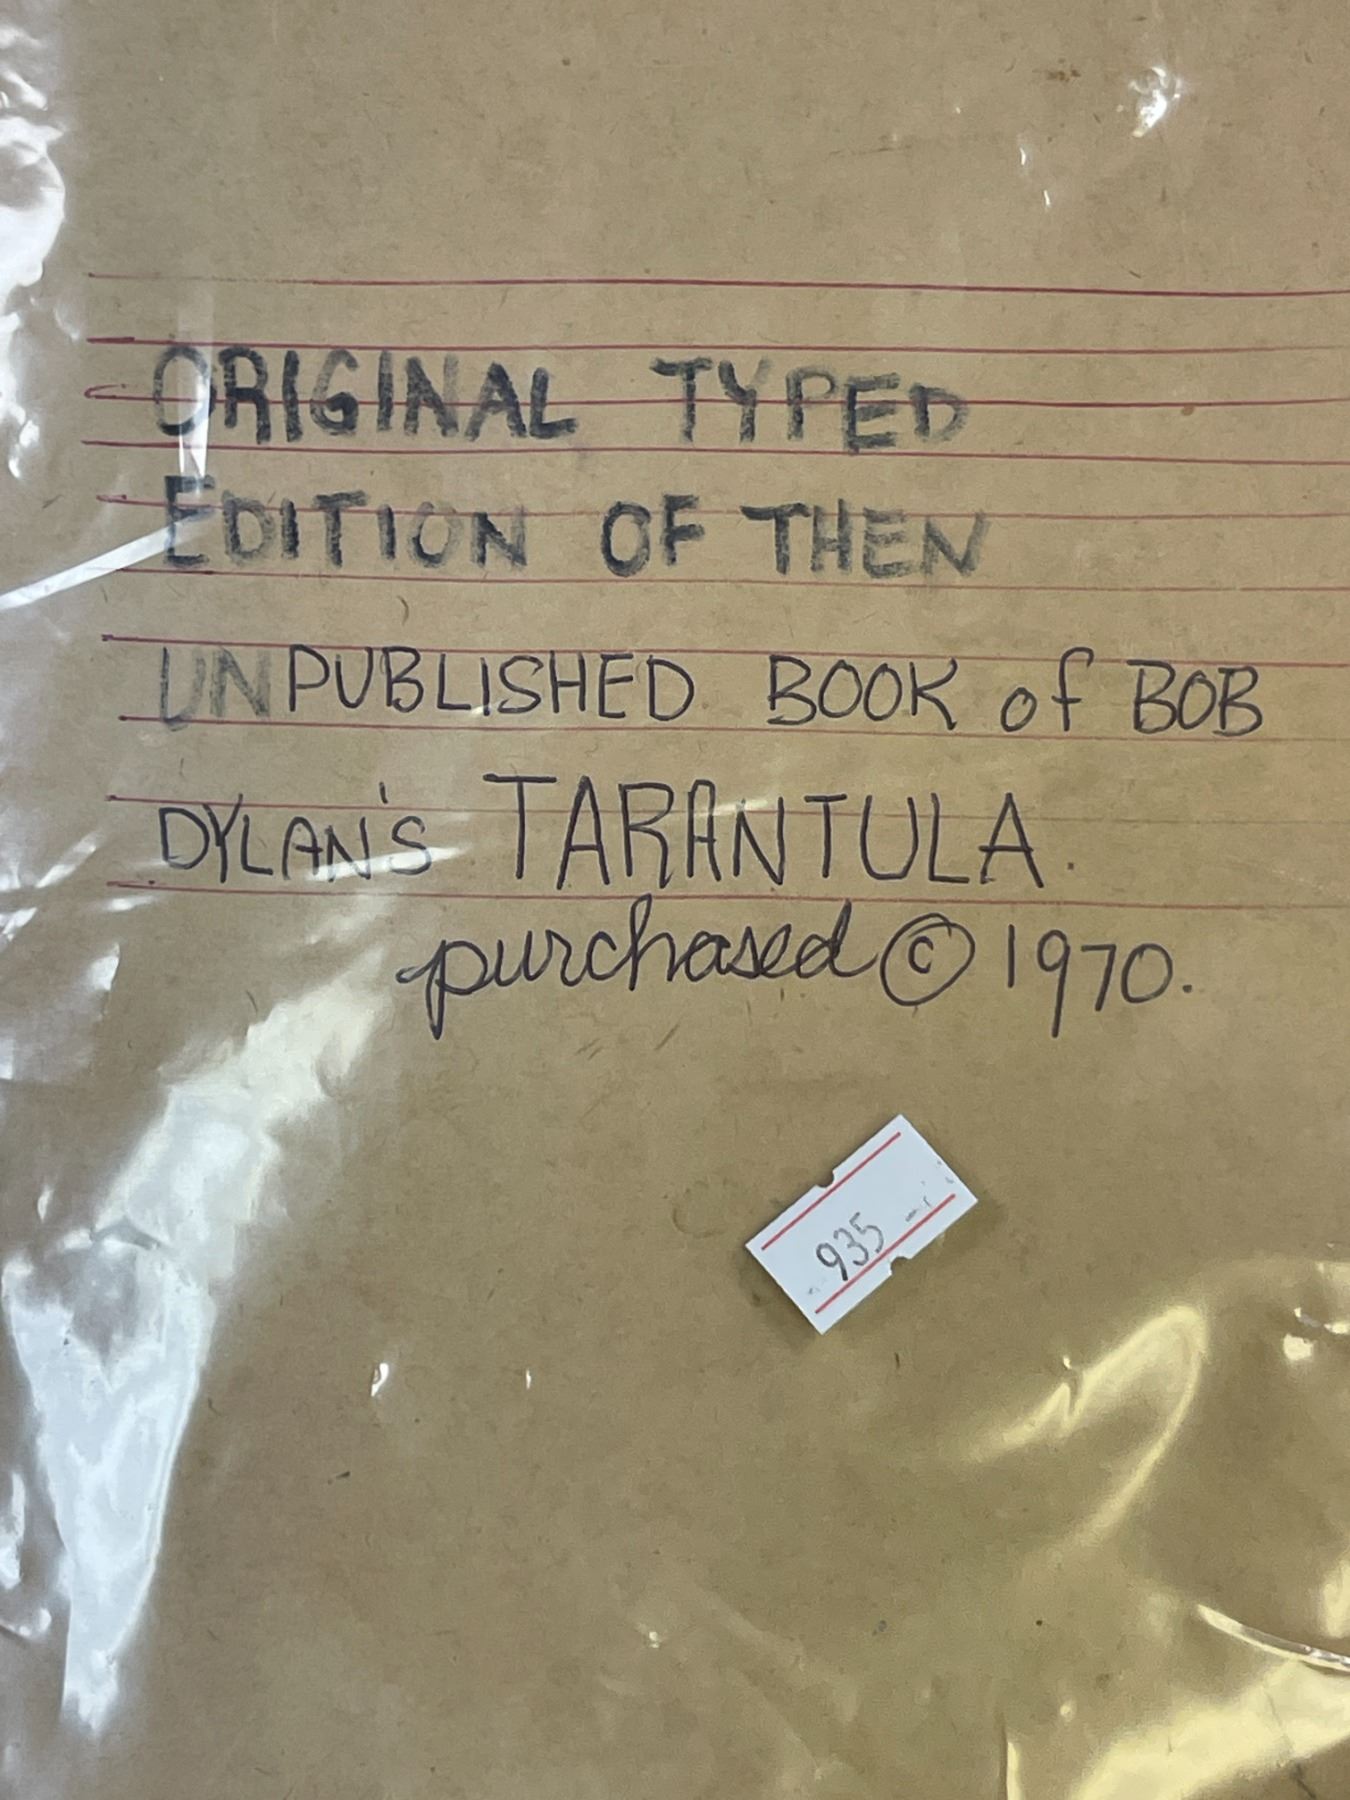 ORIGINAL TYPED
EDITION OF THEN
UNPUBLISHED BOOK of BOB
DYLAN'S TARANTULA.
purchased © 1970.
935